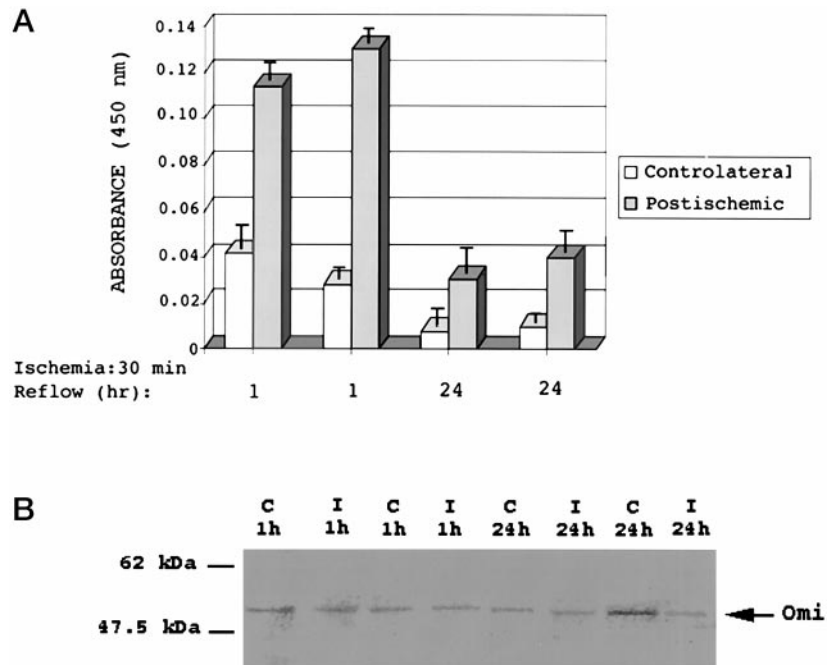 A
ABSORBANCE (450 nm)
0.14
0.12
0.10
0.08
0.06
0.04
0.02
0
Controlateral
Postischemic
Ischemia:30 min
Reflow (hr): 1 1 24 24
B
C I C I C I C I
1h 1h 1h 1h 24h 24h 24h 24h
62 kDa
47.5 kDa
Omi